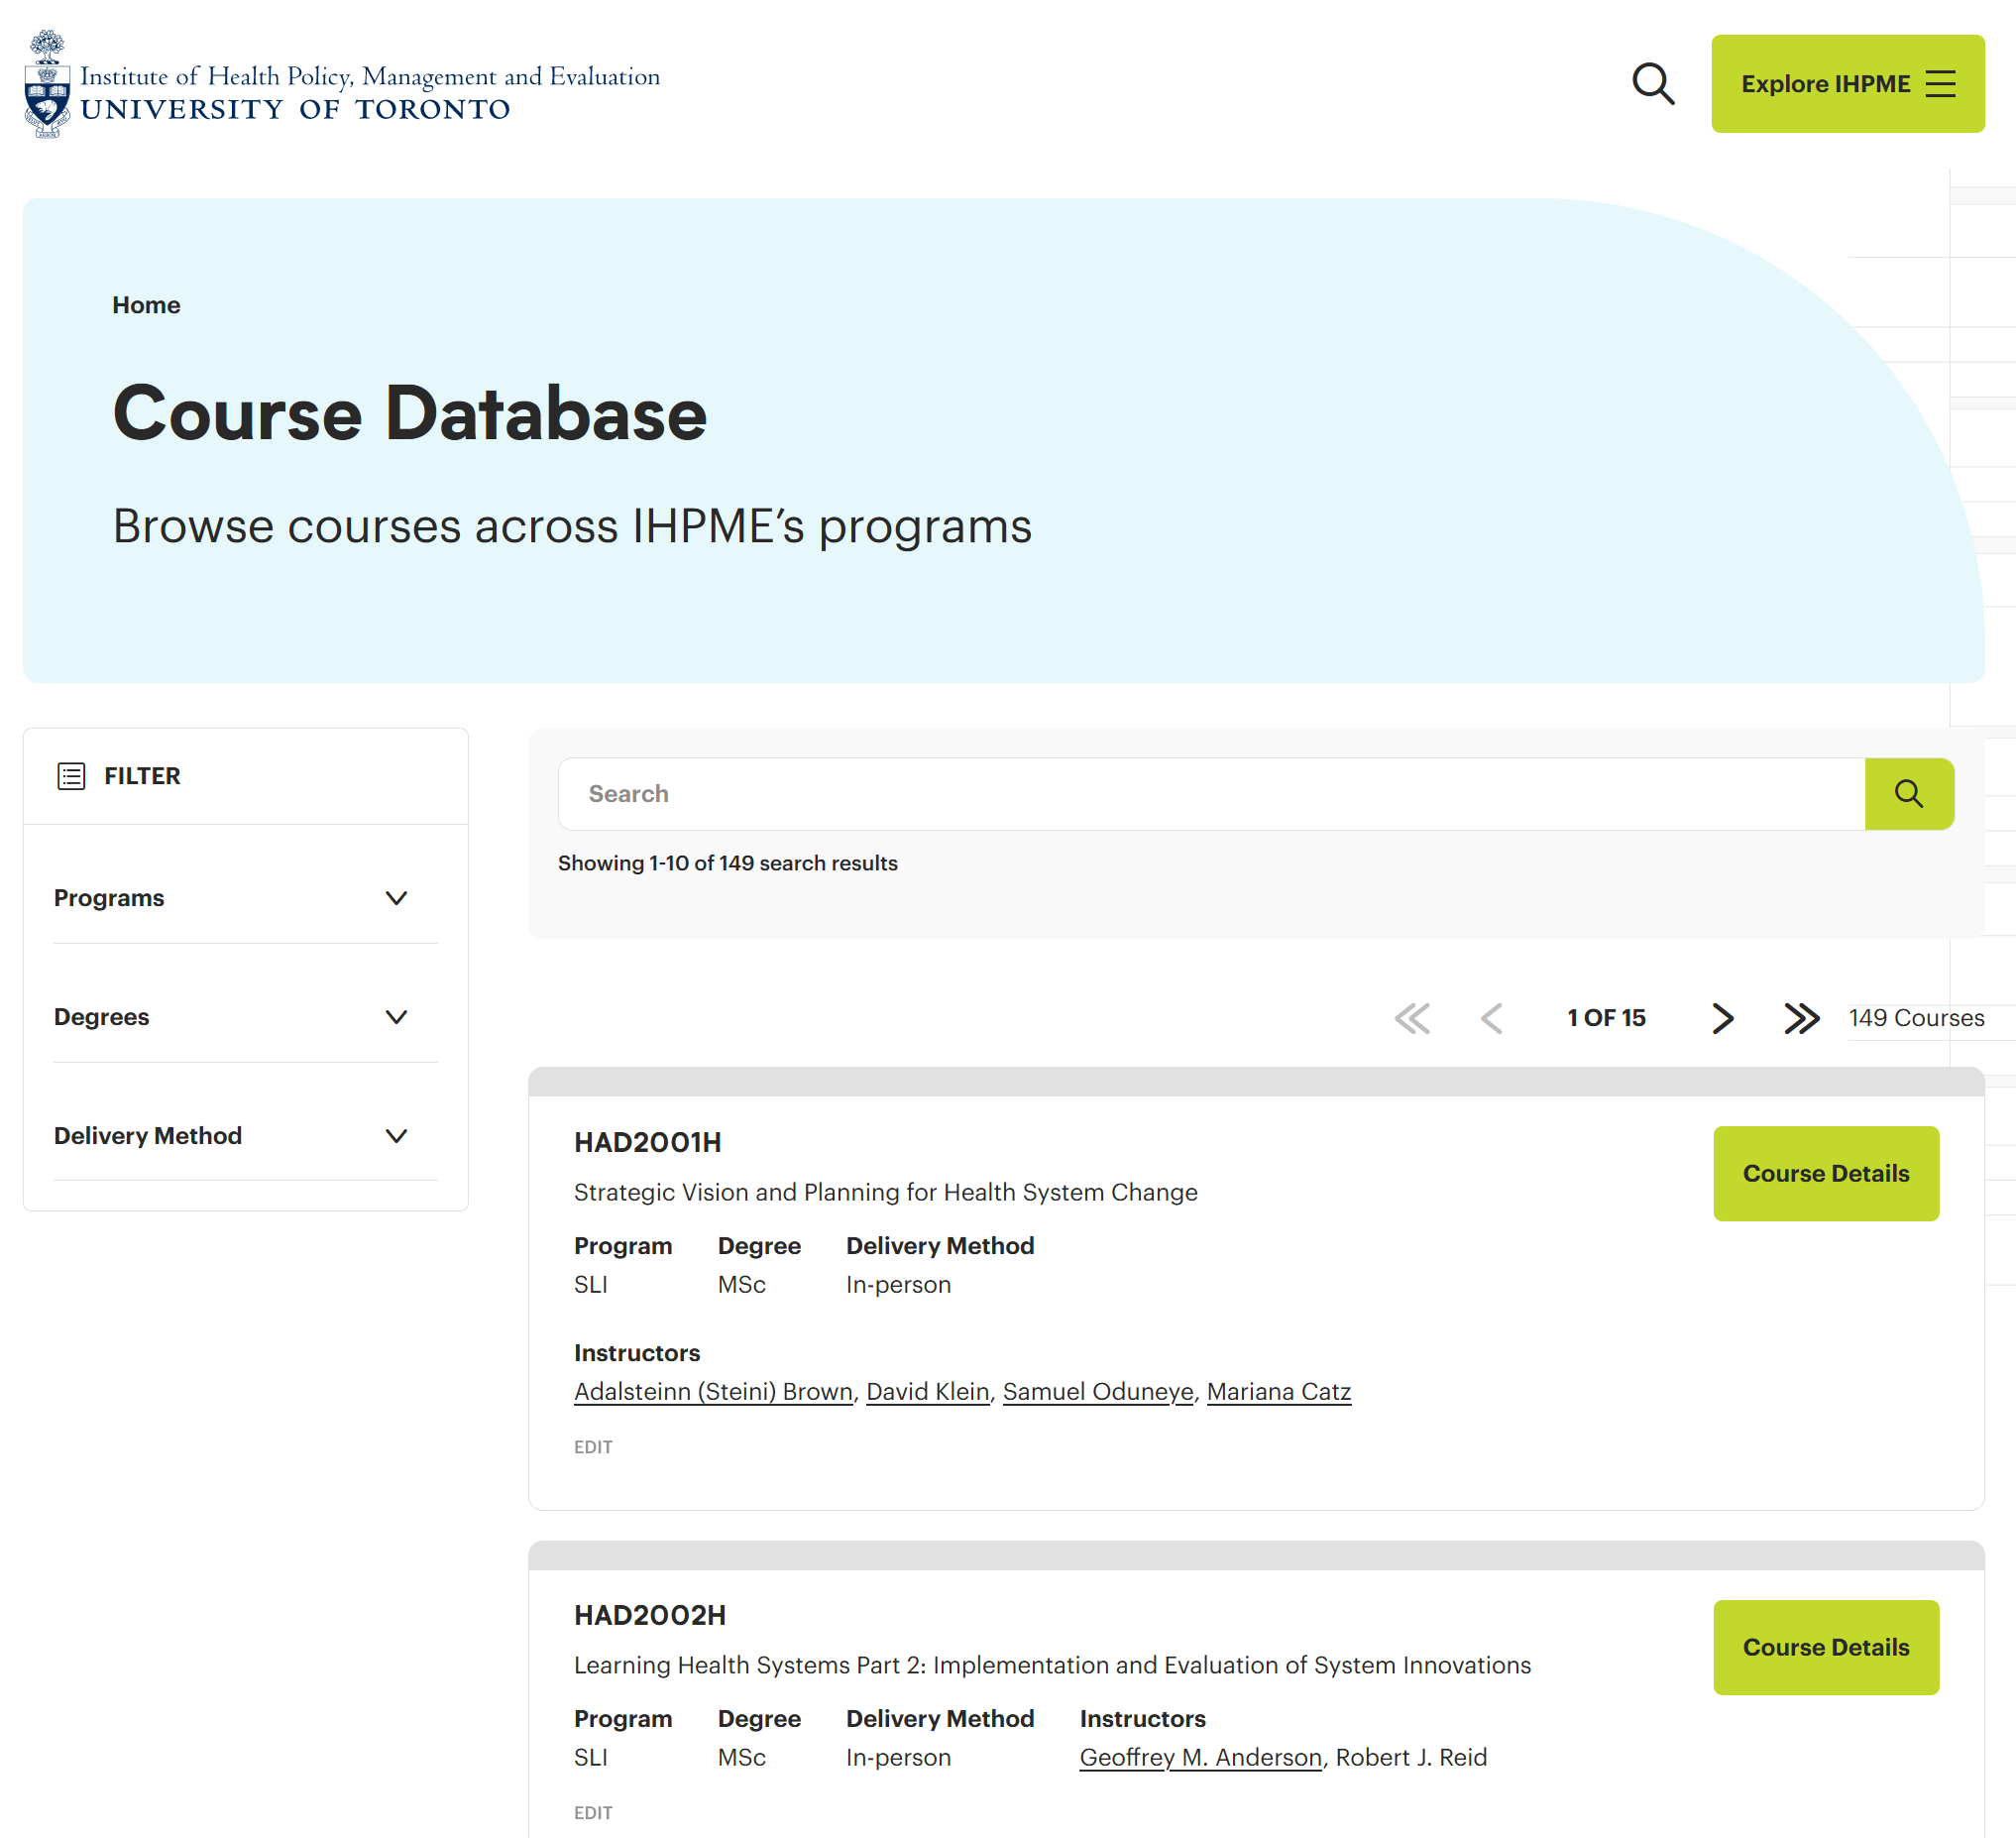 Institute of Health Policy, Management and Evaluation
UNIVERSITY OF TORONTO
Explore IHPME
Home
Course Database
Browse courses across IHPME’s programs
FILTER
Programs
Degrees
Delivery Method
Search
Showing 1-10 of 149 search results
1 OF 15
149 Courses
HAD2001H
Course Details
Strategic Vision and Planning for Health System Change
Program Degree Delivery Method
SLI MSc In-person
Instructors
Adalsteinn (Steini) Brown, David Klein, Samuel Oduneye, Mariana Catz
EDIT
HAD2002H
Course Details
Learning Health Systems Part 2: Implementation and Evaluation of System Innovations
Program Degree Delivery Method Instructors
SLI MSc In-person Geoffrey M. Anderson, Robert J. Reid
EDIT